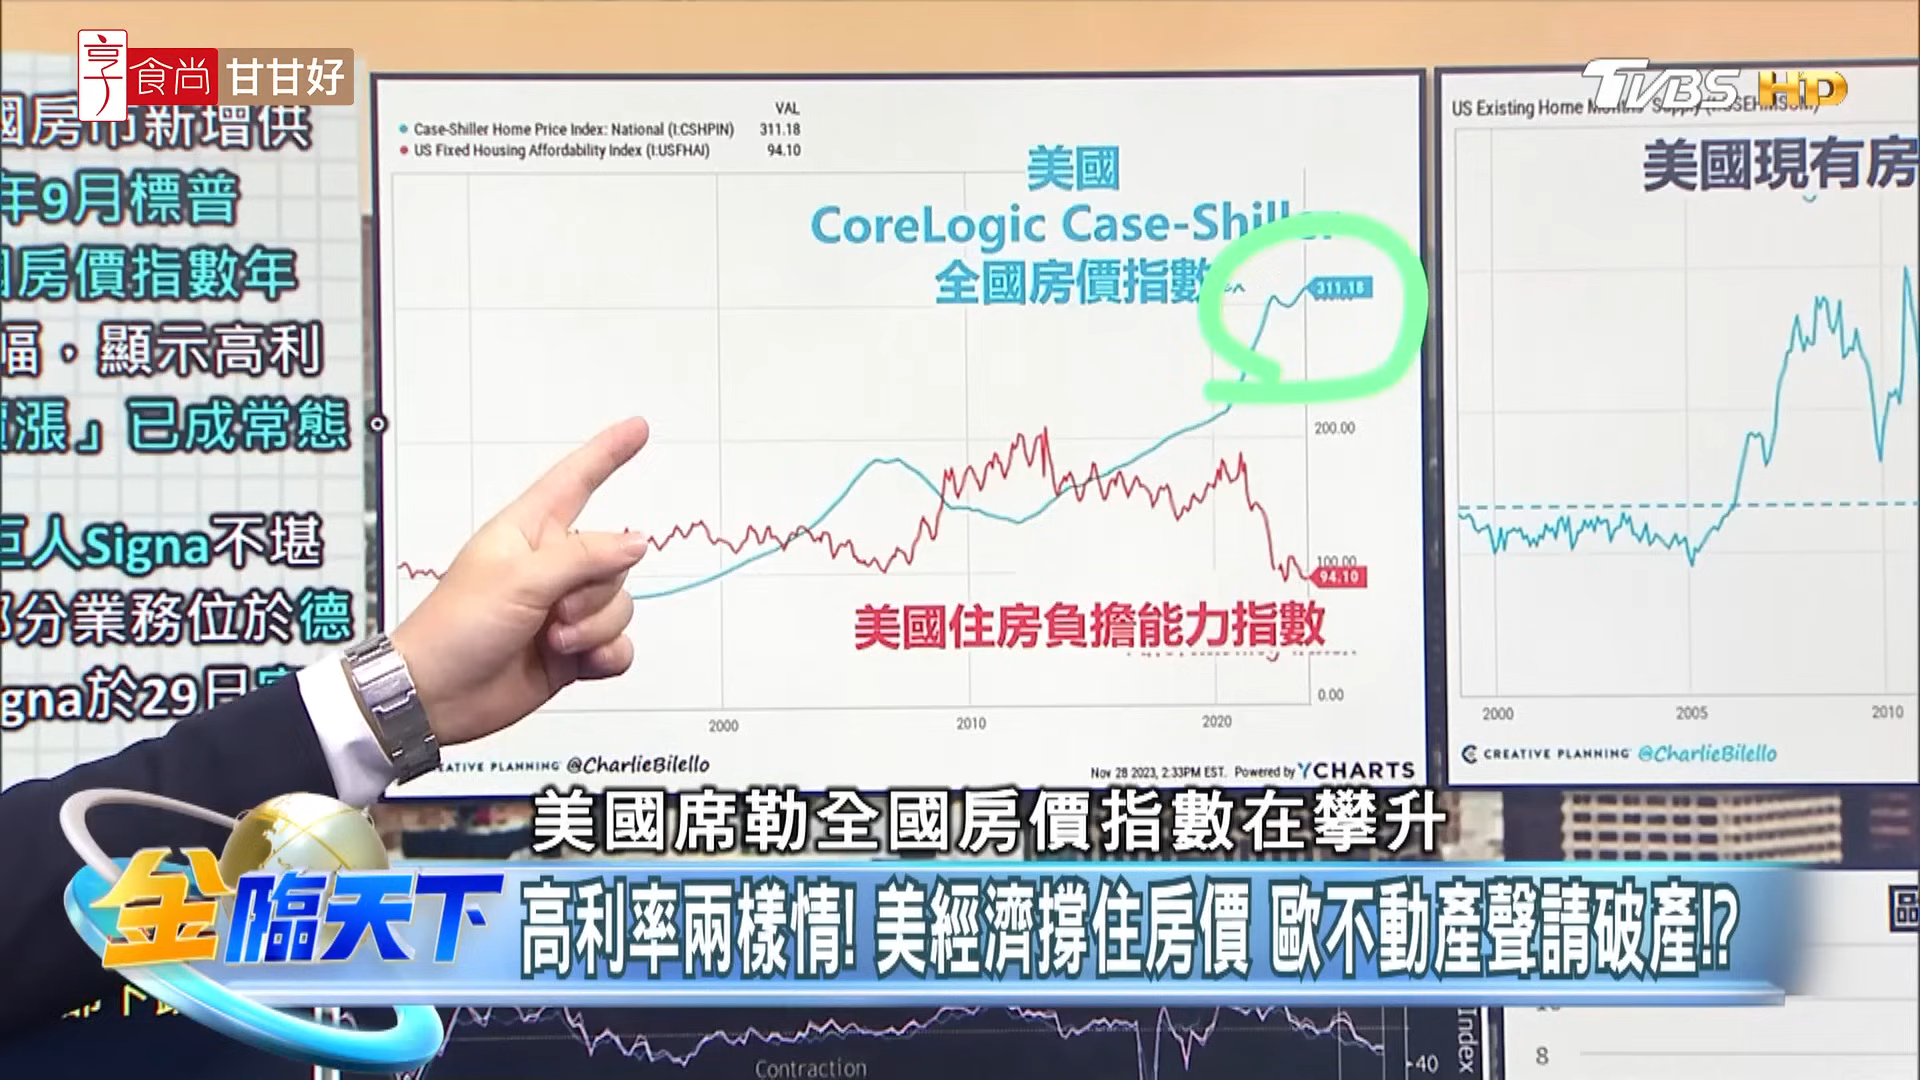 享
食尚 甘甘好
TVBS HD
國房市新增供
年9月標普
國房價指數年
幅，顯示高利
漲」已成常態
巨人Signa不堪
部分業務位於德
igna於29日
VAL
Case-Shiller Home Price Index: National (I:CSHPIN) 311.18
US Fixed Housing Affordability Index (I:USFHAI) 94.10
美國
CoreLogic Case-Shiller
全國房價指數
311.18
200.00
100.00
94.10
美國住房負擔能力指數
0.00
2000 2010 2020
EATIVE PLANNING @CharlieBilello
Nov 28 2023, 2:33PM EST. Powered by YCHARTS
US Existing Home Months' Supply
美國現有房
2000 2005 2010
CREATIVE PLANNING @CharlieBilello
美國席勒全國房價指數在攀升
金臨天下
高利率兩樣情! 美經濟撐住房價 歐不動產聲請破產!?
Contraction
40
Index
8